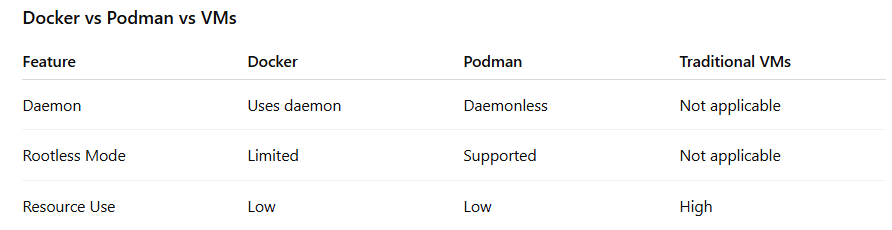 Docker vs Podman vs VMs
Feature Docker Podman Traditional VMs
Daemon Uses daemon Daemonless Not applicable
Rootless Mode Limited Supported Not applicable
Resource Use Low Low High